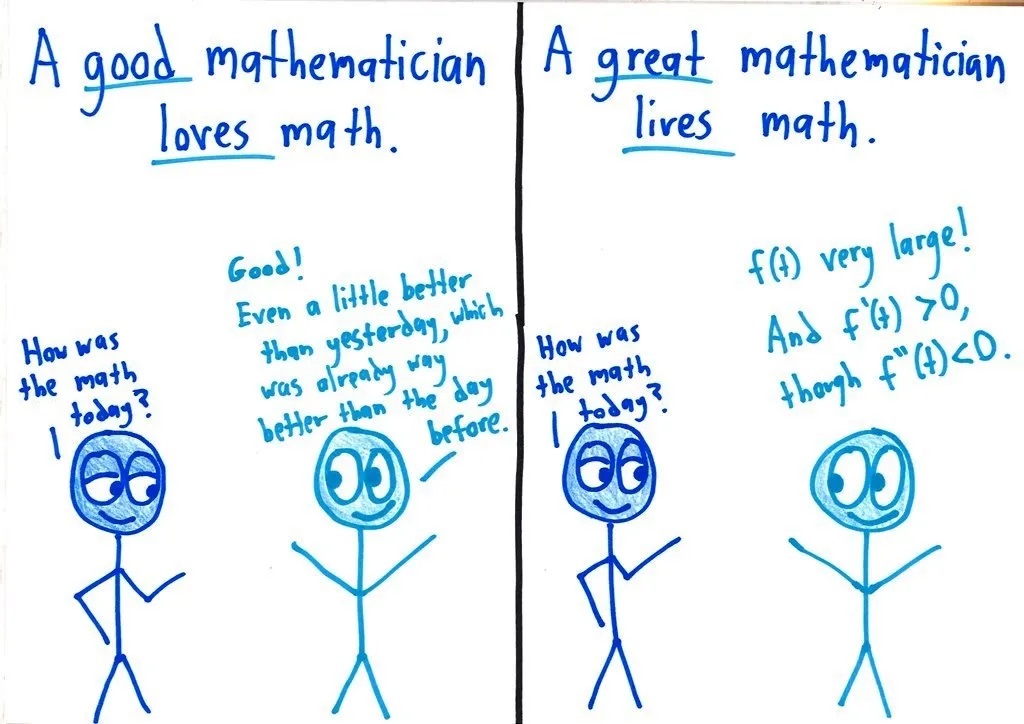 A good mathematician
loves math.
How was
the math
today?
Good!
Even a little better
than yesterday, which
was already way
better than the day
before.
A great mathematician
lives math.
How was
the math
today?
f(t) very large!
And f'(t) >0,
though f"(t)<0.